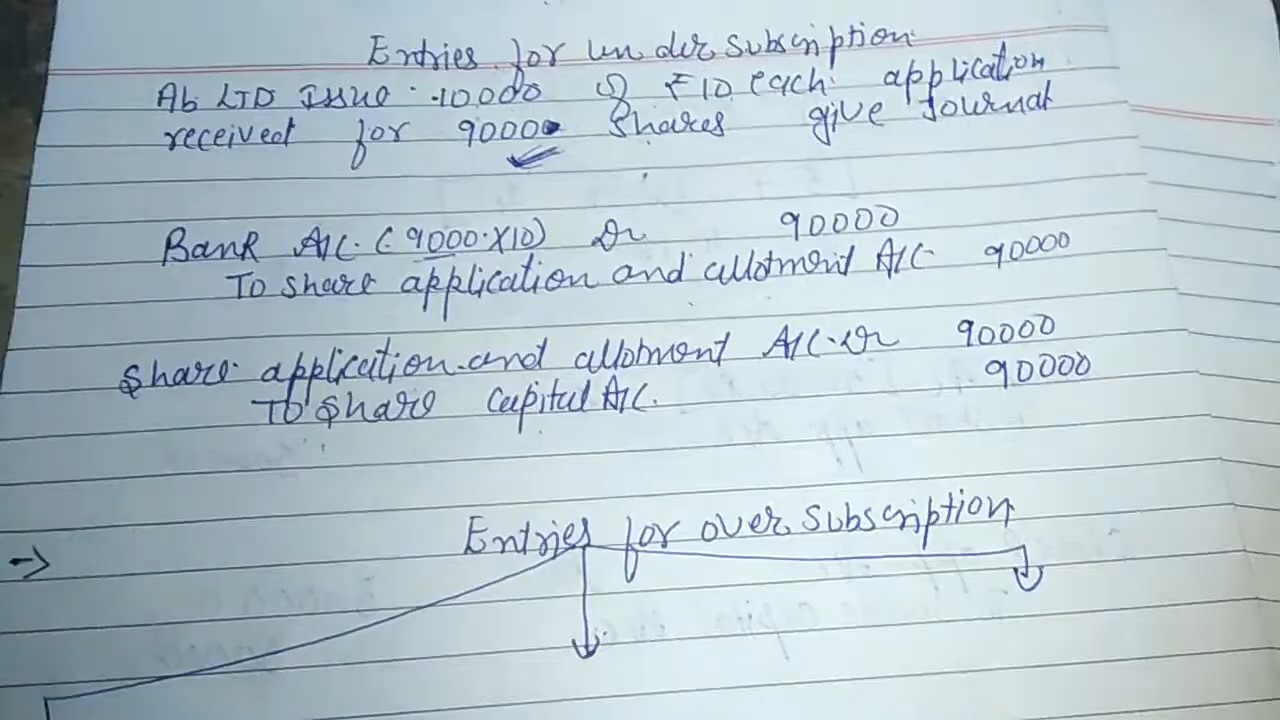 Entries for under subscription
Ab LTD Issue 10000 of ₹10 each application
received for 9000 shares give Journal
Bank A/C (9000×10) Dr 90000
To share application and allotment A/C 90000
Share application and allotment A/C Dr 90000
To Share Capital A/C. 90000
→ Entries for over subscription